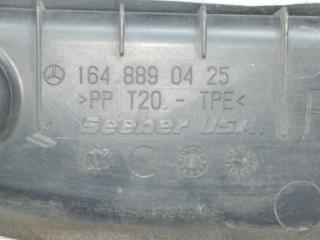 164 889 04 25
>PP T20 - TPE<
Seeber USA